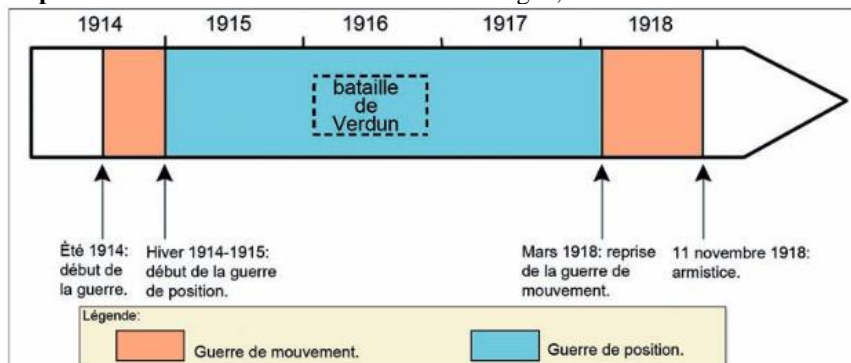 1914 1915 1916 1917 1918
bataille
de
Verdun
Èté 1914:
début de
la guerre.
Hiver 1914-1915:
début de la guerre
de position.
Mars 1918: reprise
de la guerre de
mouvement.
11 novembre 1918:
armistice.
Légende:
Guerre de mouvement.
Guerre de position.